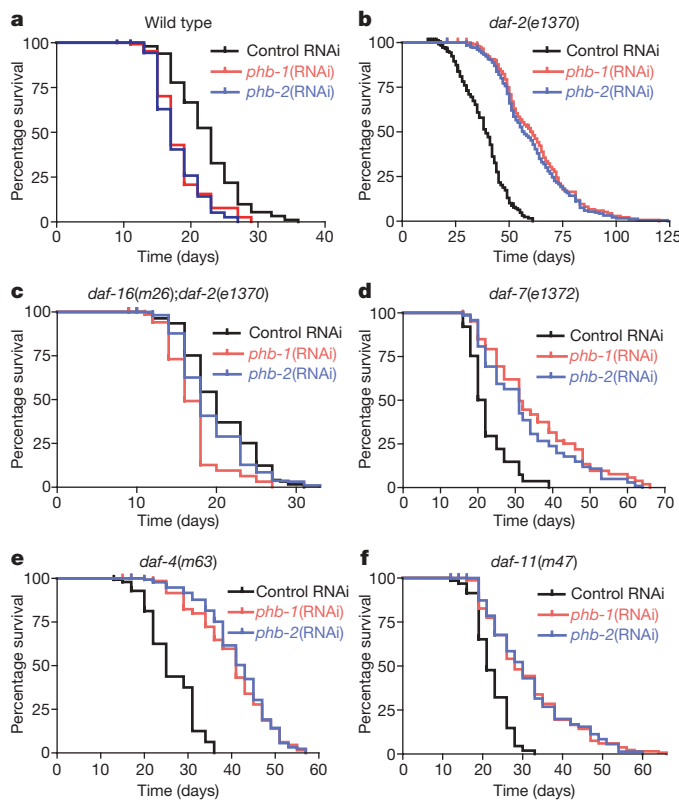 a
Wild type
Percentage survival
100
75
50
25
0
0 10 20 30 40
Time (days)
Control RNAi
phb-1(RNAi)
phb-2(RNAi)
b
daf-2(e1370)
Percentage survival
100
75
50
25
0
0 25 50 75 100 125
Time (days)
Control RNAi
phb-1(RNAi)
phb-2(RNAi)
c
daf-16(m26);daf-2(e1370)
Percentage survival
100
75
50
25
0
0 10 20 30
Time (days)
Control RNAi
phb-1(RNAi)
phb-2(RNAi)
d
daf-7(e1372)
Percentage survival
100
75
50
25
0
0 10 20 30 40 50 60 70
Time (days)
Control RNAi
phb-1(RNAi)
phb-2(RNAi)
e
daf-4(m63)
Percentage survival
100
75
50
25
0
0 10 20 30 40 50 60
Time (days)
Control RNAi
phb-1(RNAi)
phb-2(RNAi)
f
daf-11(m47)
Percentage survival
100
75
50
25
0
0 10 20 30 40 50 60
Time (days)
Control RNAi
phb-1(RNAi)
phb-2(RNAi)